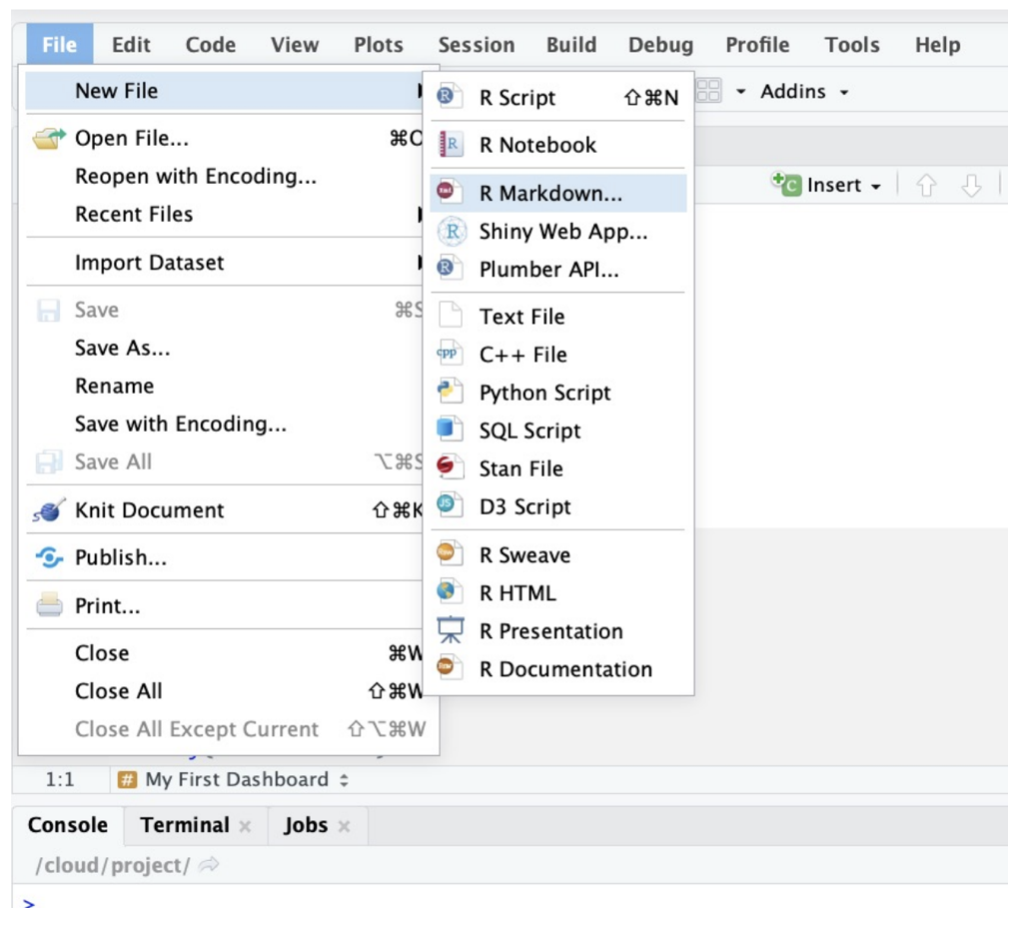 File Edit Code View Plots Session Build Debug Profile Tools Help
Addins
Insert
New File
Open File... ⌘O
Reopen with Encoding...
Recent Files
Import Dataset
Save ⌘S
Save As...
Rename
Save with Encoding...
Save All ⌥⌘S
Knit Document ⇧⌘K
Publish...
Print...
Close ⌘W
Close All ⇧⌘W
Close All Except Current ⇧⌥⌘W
R Script ⇧⌘N
R Notebook
R Markdown...
Shiny Web App...
Plumber API...
Text File
C++ File
Python Script
SQL Script
Stan File
D3 Script
R Sweave
R HTML
R Presentation
R Documentation
1:1 # My First Dashboard
Console Terminal Jobs
/cloud/project/
>